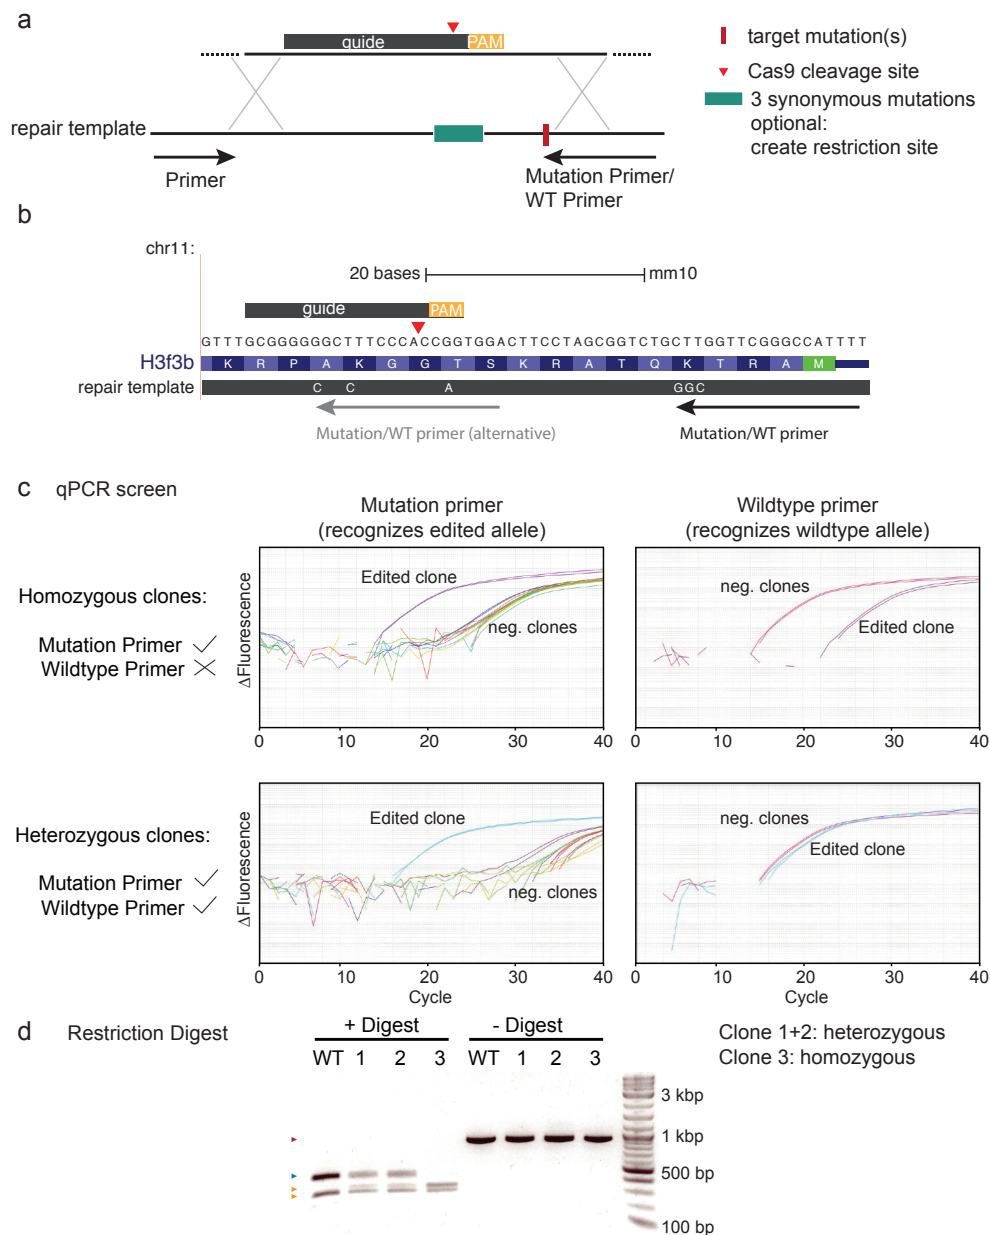 a
guide
PAM
target mutation(s)
Cas9 cleavage site
3 synonymous mutations
optional:
create restriction site
repair template
Primer
Mutation Primer/
WT Primer
b
chr11:
20 bases
mm10
guide
PAM
GTTTGCGGGGGGCTTTCCCACCGGTGGACTTCCTAGCGGTCTGCTTGGTTCGGGCCATTTT
H3f3b
K R P A K G G T S K R A T Q K T R A M
repair template
C C A GGC
Mutation/WT primer (alternative)
Mutation/WT primer
c qPCR screen
Mutation primer
(recognizes edited allele)
Wildtype primer
(recognizes wildtype allele)
Homozygous clones:
Mutation Primer ✓
Wildtype Primer ✕
ΔFluorescence
Edited clone
neg. clones
0 10 20 30 40
neg. clones
Edited clone
0 10 20 30 40
Heterozygous clones:
Mutation Primer ✓
Wildtype Primer ✓
ΔFluorescence
Edited clone
neg. clones
0 10 20 30 40
Cycle
neg. clones
Edited clone
0 10 20 30 40
Cycle
d Restriction Digest
+ Digest
- Digest
WT 1 2 3
WT 1 2 3
Clone 1+2: heterozygous
Clone 3: homozygous
3 kbp
1 kbp
500 bp
100 bp